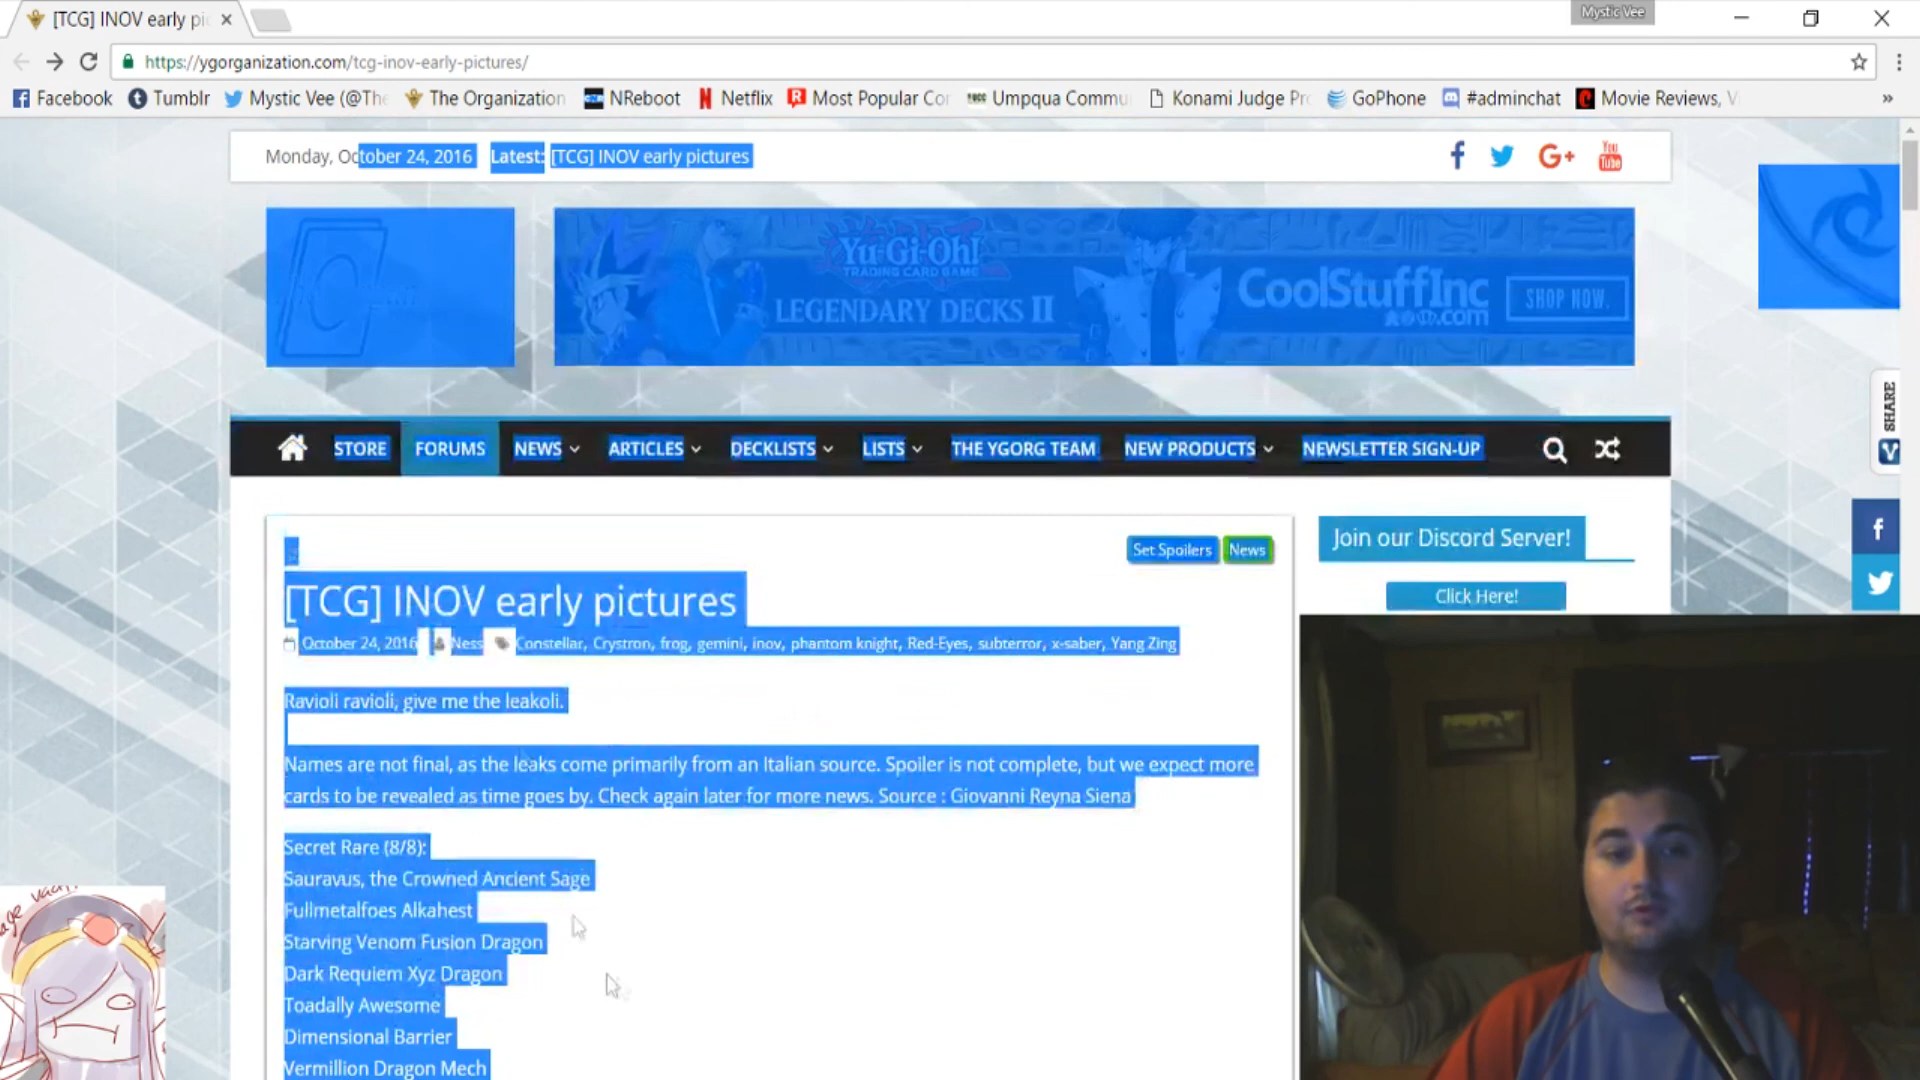 [TCG] INOV early pi
Mystic Vee
https://ygorganization.com/tcg-inov-early-pictures/
Facebook
Tumblr
Mystic Vee (@The
The Organization
NReboot
Netflix
Most Popular Co
Umpqua Commu
Konami Judge Pr
GoPhone
#adminchat
Movie Reviews, V
»
Monday, October 24, 2016
Latest: [TCG] INOV early pictures
G+
You
Tube
Yu-Gi-Oh!
TRADING CARD GAME
LEGENDARY DECKS II
CoolStuffInc
.com
SHOP NOW.
SHARE
STORE
FORUMS
NEWS
ARTICLES
DECKLISTS
LISTS
THE YGORG TEAM
NEW PRODUCTS
NEWSLETTER SIGN-UP
Set Spoilers
News
Join our Discord Server!
[TCG] INOV early pictures
Click Here!
October 24, 2016 Ness Constellar, Crystron, frog, gemini, inov, phantom knight, Red-Eyes, subterror, x-saber, Yang Zing
Ravioli ravioli, give me the leakoli.
Names are not final, as the leaks come primarily from an Italian source. Spoiler is not complete, but we expect more
cards to be revealed as time goes by. Check again later for more news. Source : Giovanni Reyna Siena
Secret Rare (8/8):
Sauravus, the Crowned Ancient Sage
Fullmetalfoes Alkahest
Starving Venom Fusion Dragon
Dark Requiem Xyz Dragon
Toadally Awesome
Dimensional Barrier
Vermillion Dragon Mech